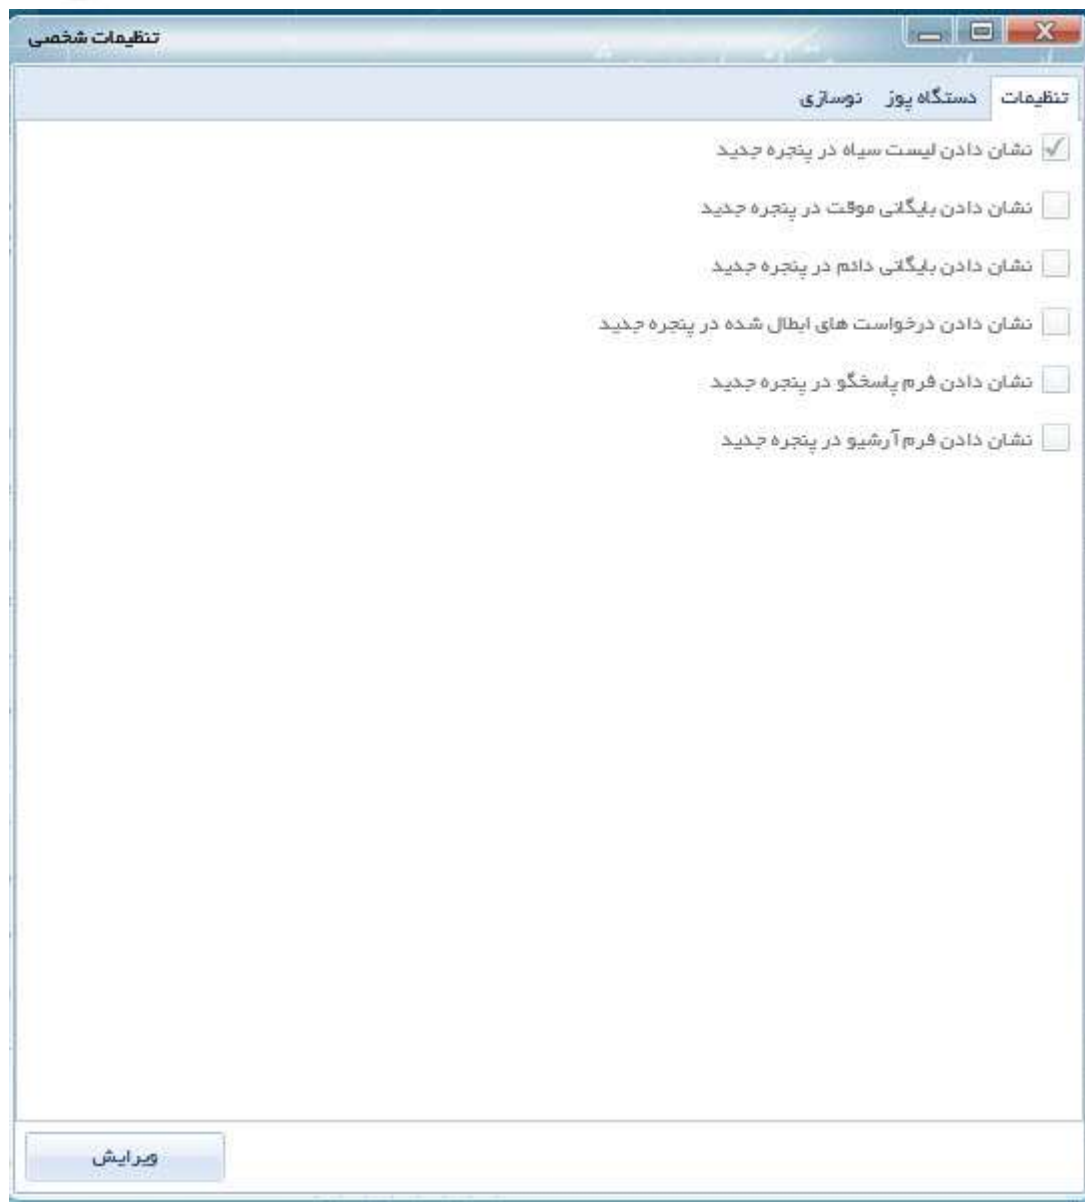 تنظیمات شخصی
تنظیمات دستگاه پوز نوسازی
نشان دادن لیست سیاه در پنجره جدید
نشان دادن بایگانی موقت در پنجره جدید
نشان دادن بایگانی دائم در پنجره جدید
نشان دادن درخواست های ابطال شده در پنجره جدید
نشان دادن فرم پاسخگو در پنجره جدید
نشان دادن فرم آرشیو در پنجره جدید
ویرایش